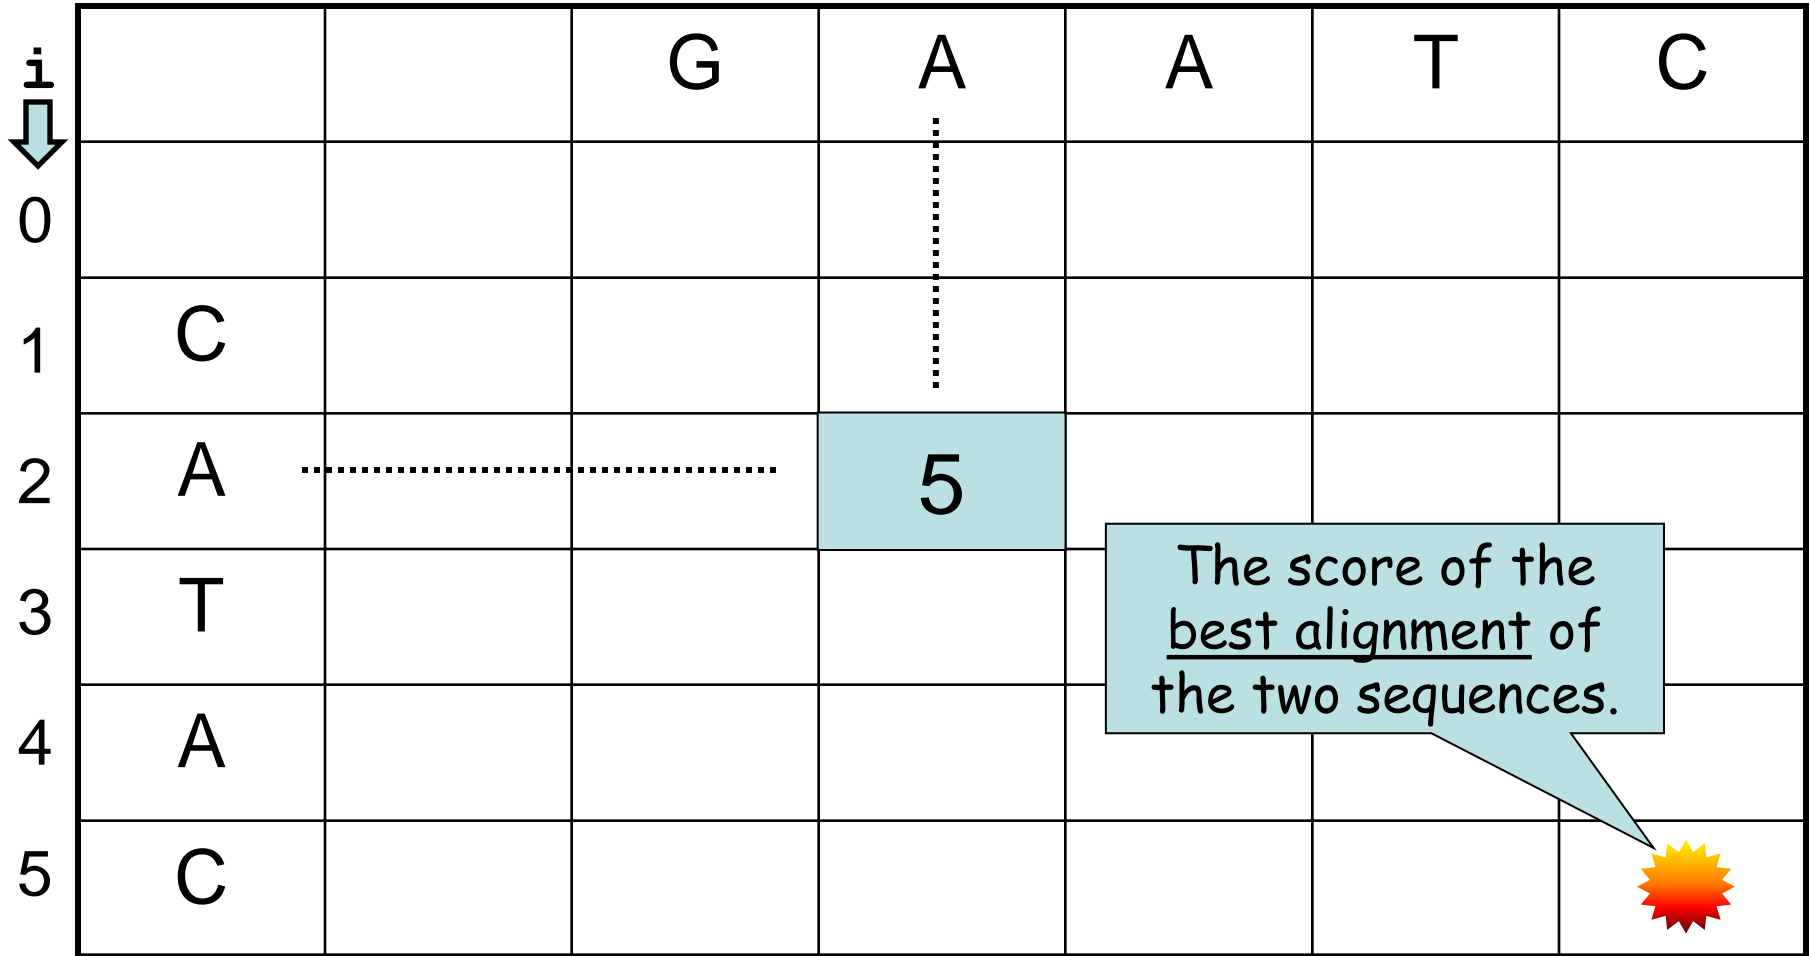 i G A A T C
0
1 C
2 A 5
3 T
4 A
5 C
The score of the
best alignment of
the two sequences.